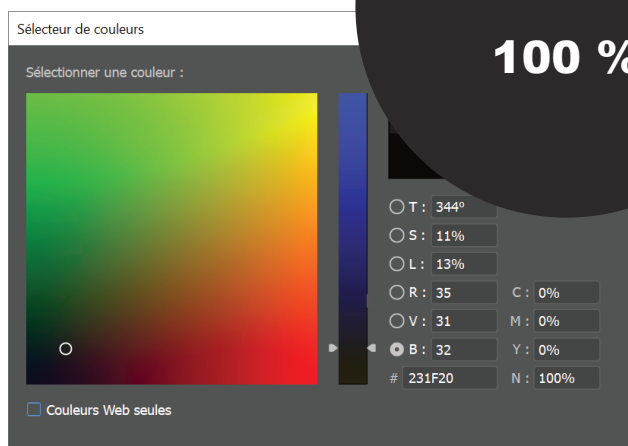 Sélecteur de couleurs
100 %
Sélectionner une couleur :
T : 344º
S : 11%
L : 13%
R : 35 C : 0%
V : 31 M : 0%
B : 32 Y : 0%
# 231F20 N : 100%
Couleurs Web seules